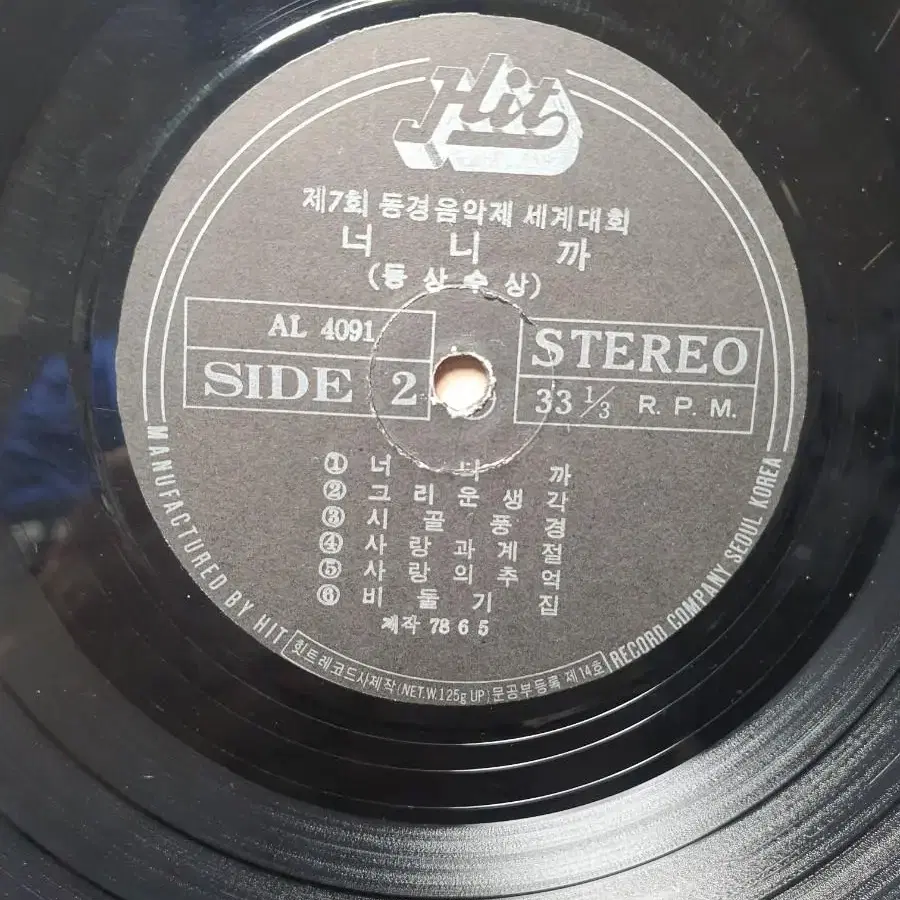 Hit
제7회 동경음악제 세계대회
너 니 까
(동 상 수 상)
AL 4091
SIDE 2
STEREO
33 1/3 R. P. M.
① 너 니 까
② 그 리 운 생 각
③ 시 골 풍 경
④ 사 랑 과 계 절
⑤ 사 랑 의 추 억
⑥ 비 둘 기 집
제작 78 6 5
MANUFACTURED BY HIT RECORD COMPANY SEOUL KOREA
힛트레코드사제작(NET.W.125g UP)문공부등록 제14호